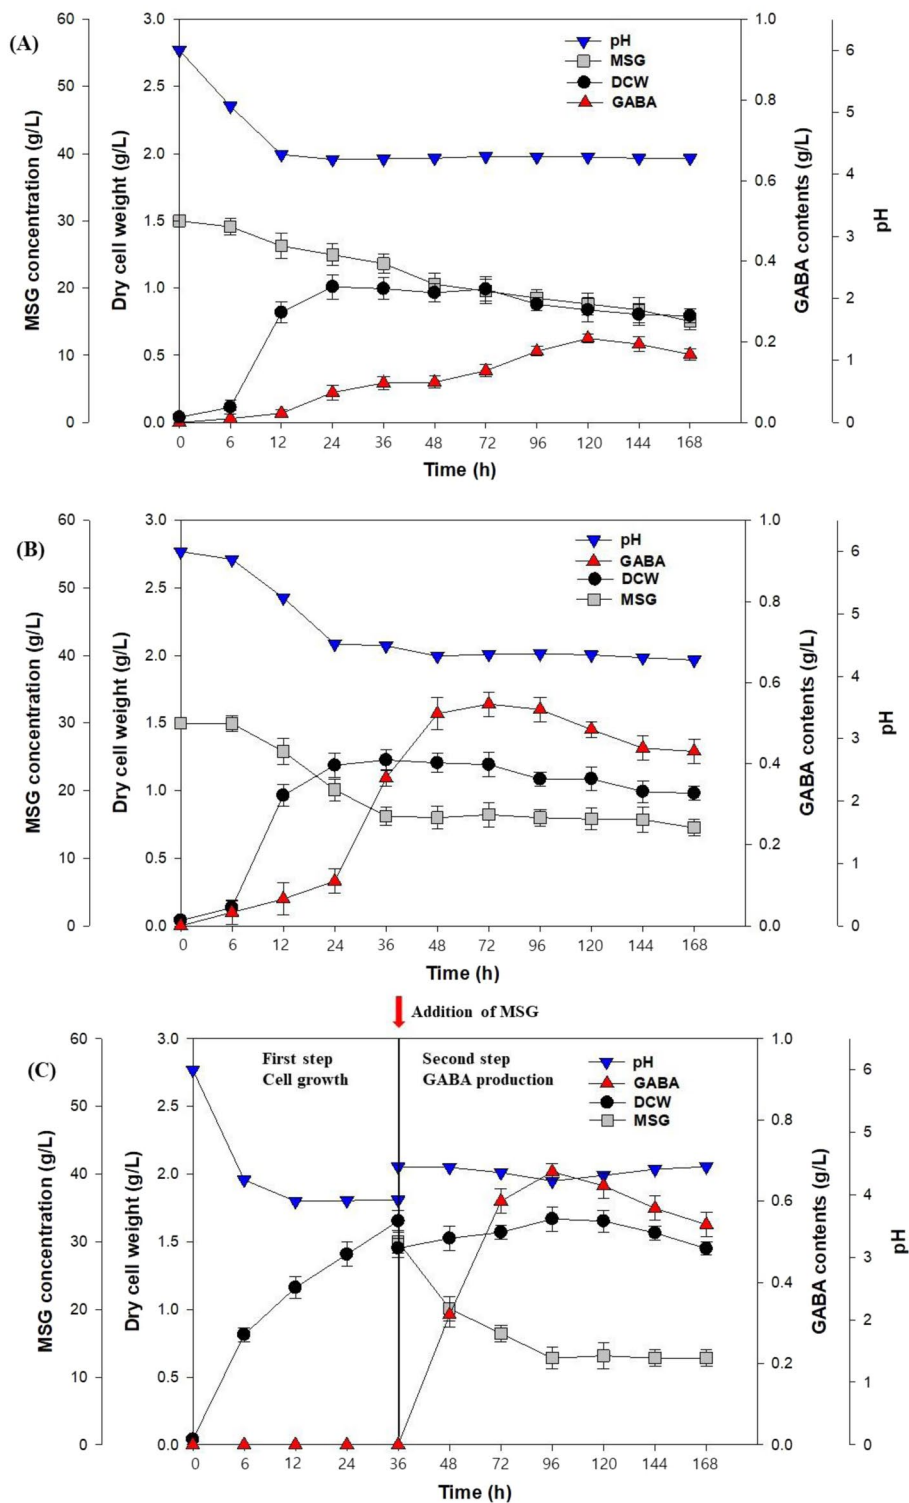 (A)
MSG concentration (g/L)
60
50
40
30
20
10
0
Dry cell weight (g/L)
3.0
2.5
2.0
1.5
1.0
0.5
0.0
pH
MSG
DCW
GABA
1.0
0.8
0.6
0.4
0.2
0.0
GABA contents (g/L)
6
5
4
3
2
1
0
pH
0 6 12 24 36 48 72 96 120 144 168
Time (h)
(B)
MSG concentration (g/L)
60
50
40
30
20
10
0
Dry cell weight (g/L)
3.0
2.5
2.0
1.5
1.0
0.5
0.0
pH
GABA
DCW
MSG
1.0
0.8
0.6
0.4
0.2
0.0
GABA contents (g/L)
6
5
4
3
2
1
0
pH
0 6 12 24 36 48 72 96 120 144 168
Time (h)
Addition of MSG
(C)
MSG concentration (g/L)
60
50
40
30
20
10
0
Dry cell weight (g/L)
3.0
2.5
2.0
1.5
1.0
0.5
0.0
First step
Cell growth
Second step
GABA production
pH
GABA
DCW
MSG
1.0
0.8
0.6
0.4
0.2
0.0
GABA contents (g/L)
6
5
4
3
2
1
0
pH
0 6 12 24 36 48 72 96 120 144 168
Time (h)